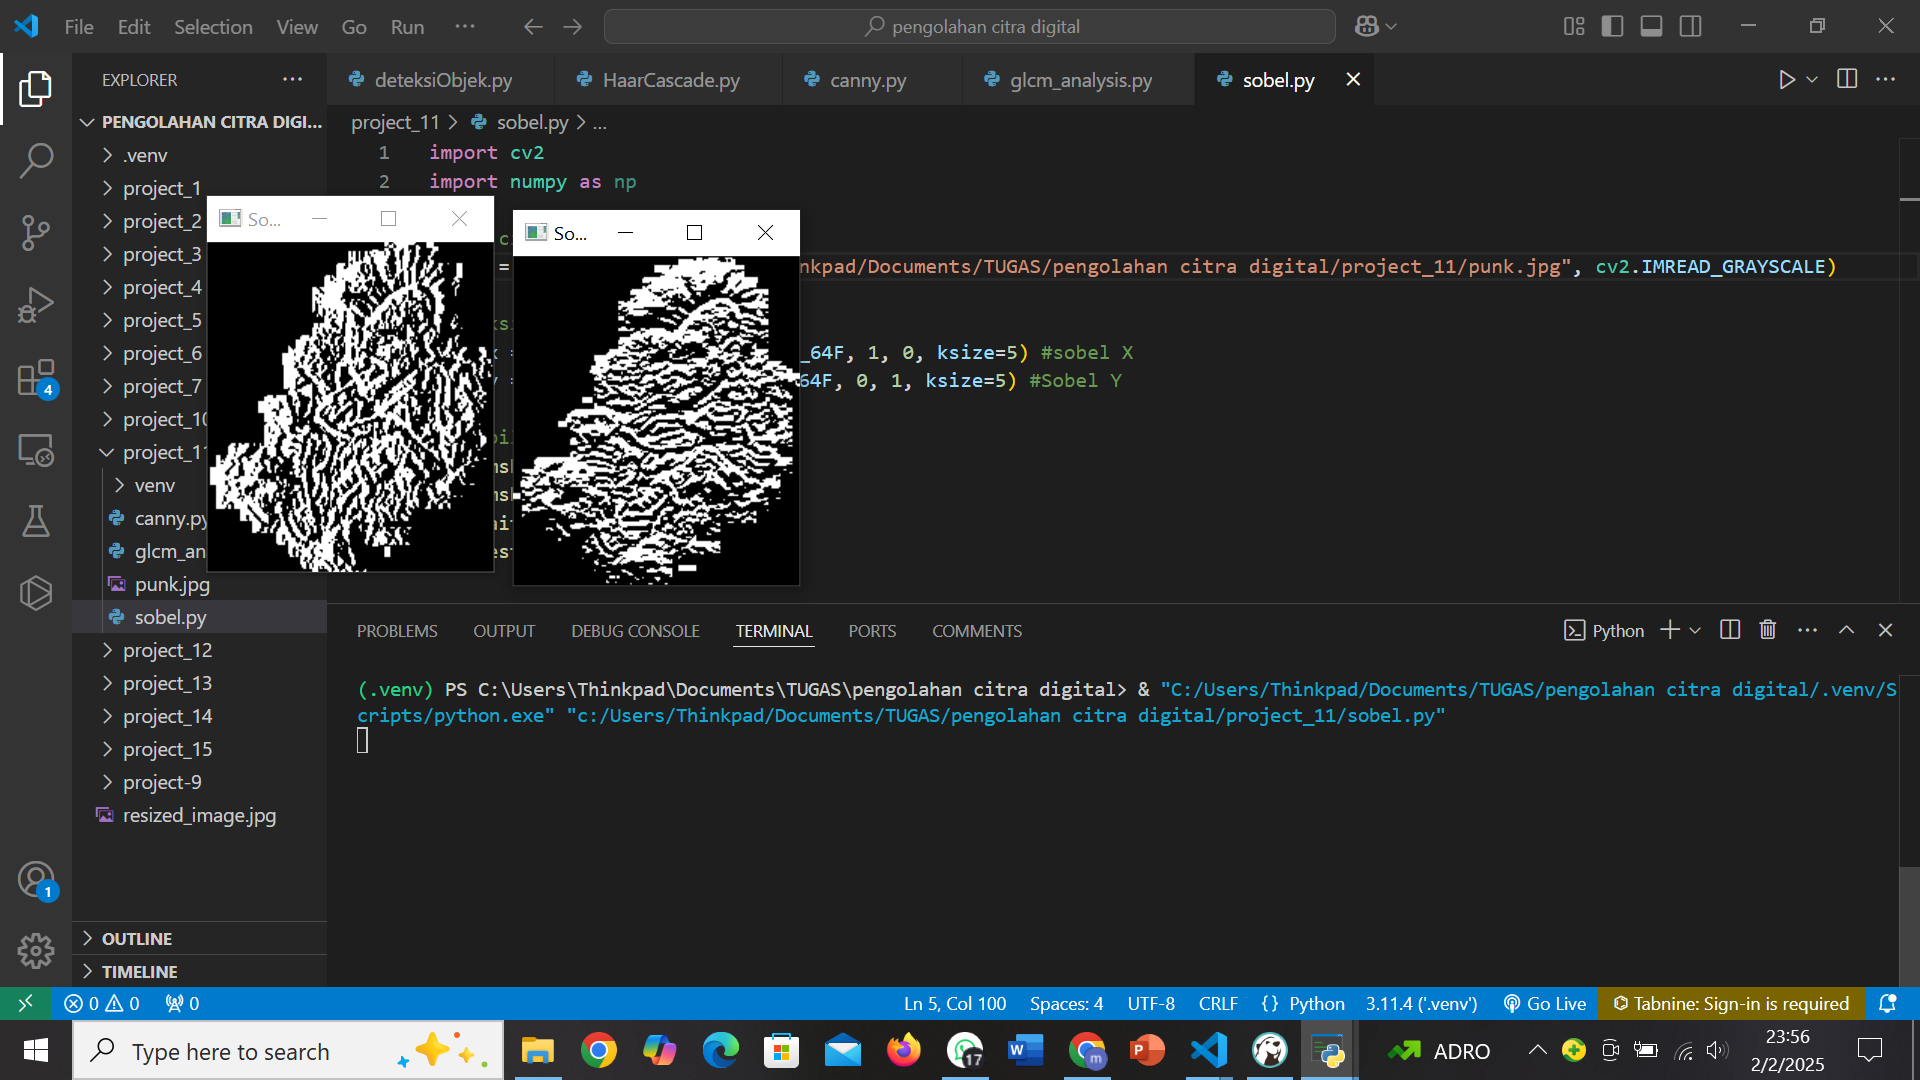 File Edit Selection View Go Run ···
pengolahan citra digital
EXPLORER
deteksiObjek.py
HaarCascade.py
canny.py
glcm_analysis.py
sobel.py
PENGOLAHAN CITRA DIGI...
.venv
project_1
project_2
project_3
project_4
project_5
project_6
project_7
project_10
project_11
venv
canny.py
glcm_an
punk.jpg
sobel.py
project_12
project_13
project_14
project_15
project-9
resized_image.jpg
OUTLINE
TIMELINE
4
1
project_11 > sobel.py > ...
1 import cv2
2 import numpy as np
= nkpad/Documents/TUGAS/pengolahan citra digital/project_11/punk.jpg", cv2.IMREAD_GRAYSCALE)
_64F, 1, 0, ksize=5) #sobel X
64F, 0, 1, ksize=5) #Sobel Y
So...
So...
PROBLEMS OUTPUT DEBUG CONSOLE TERMINAL PORTS COMMENTS
Python
(.venv) PS C:\Users\Thinkpad\Documents\TUGAS\pengolahan citra digital> & "C:/Users/Thinkpad/Documents/TUGAS/pengolahan citra digital/.venv/S
cripts/python.exe" "c:/Users/Thinkpad/Documents/TUGAS/pengolahan citra digital/project_11/sobel.py"
0 0 0
Ln 5, Col 100 Spaces: 4 UTF-8 CRLF {} Python 3.11.4 ('.venv') Go Live Tabnine: Sign-in is required
Type here to search
17
ADRO
23:56
2/2/2025